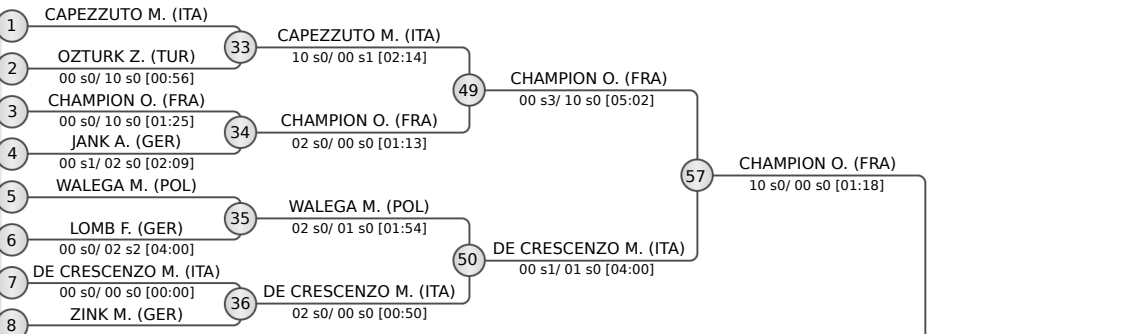 1
CAPEZZUTO M. (ITA)
2
OZTURK Z. (TUR)
00 s0/ 10 s0 [00:56]
3
CHAMPION O. (FRA)
00 s0/ 10 s0 [01:25]
4
JANK A. (GER)
00 s1/ 02 s0 [02:09]
5
WALEGA M. (POL)
6
LOMB F. (GER)
00 s0/ 02 s2 [04:00]
7
DE CRESCENZO M. (ITA)
00 s0/ 00 s0 [00:00]
8
ZINK M. (GER)
33
CAPEZZUTO M. (ITA)
10 s0/ 00 s1 [02:14]
34
CHAMPION O. (FRA)
02 s0/ 00 s0 [01:13]
35
WALEGA M. (POL)
02 s0/ 01 s0 [01:54]
36
DE CRESCENZO M. (ITA)
02 s0/ 00 s0 [00:50]
49
CHAMPION O. (FRA)
00 s3/ 10 s0 [05:02]
50
DE CRESCENZO M. (ITA)
00 s1/ 01 s0 [04:00]
57
CHAMPION O. (FRA)
10 s0/ 00 s0 [01:18]